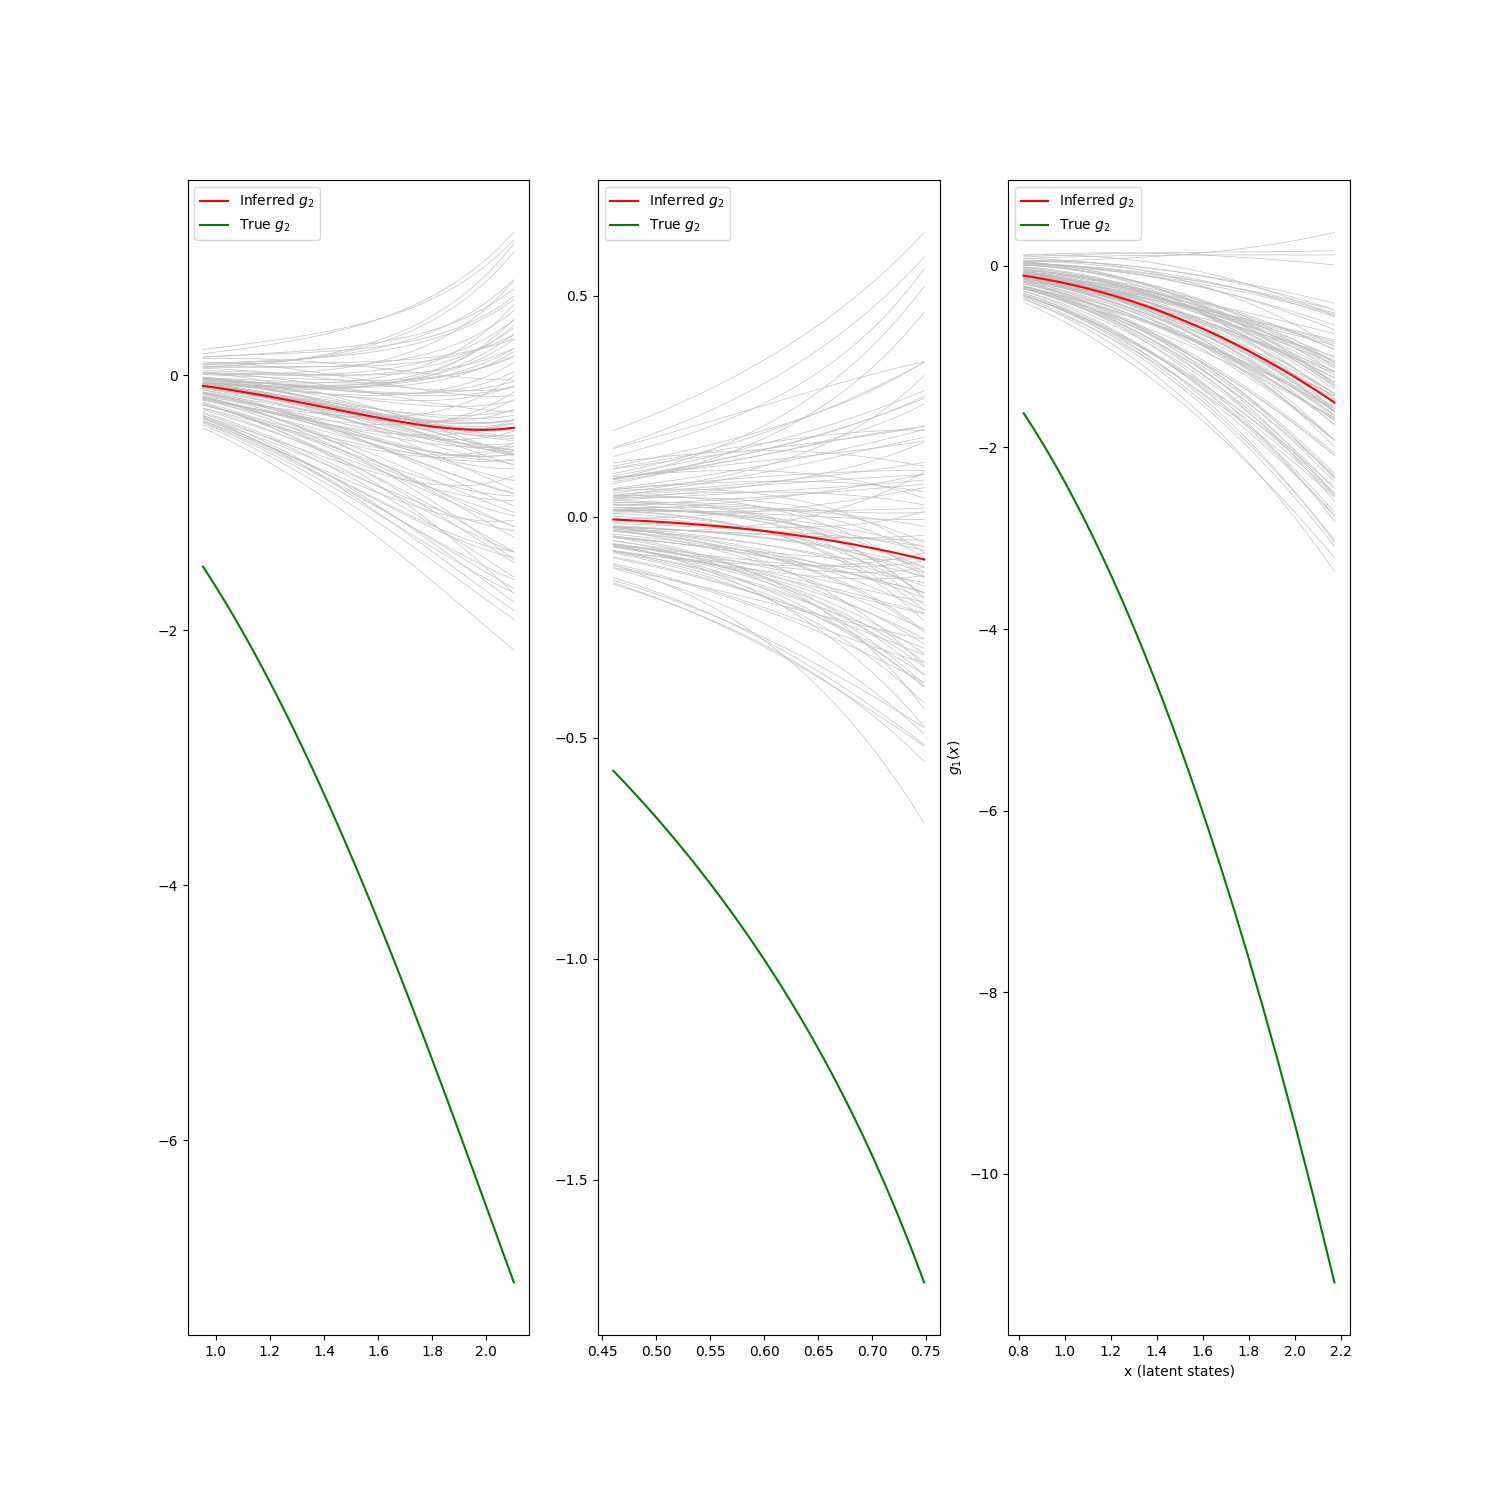 Inferred g₂
True g₂
0
−2
−4
−6
1.0 1.2 1.4 1.6 1.8 2.0
Inferred g₂
True g₂
0.5
0.0
−0.5
−1.0
−1.5
0.45 0.50 0.55 0.60 0.65 0.70 0.75
g₁(x)
Inferred g₂
True g₂
0
−2
−4
−6
−8
−10
0.8 1.0 1.2 1.4 1.6 1.8 2.0 2.2
x (latent states)